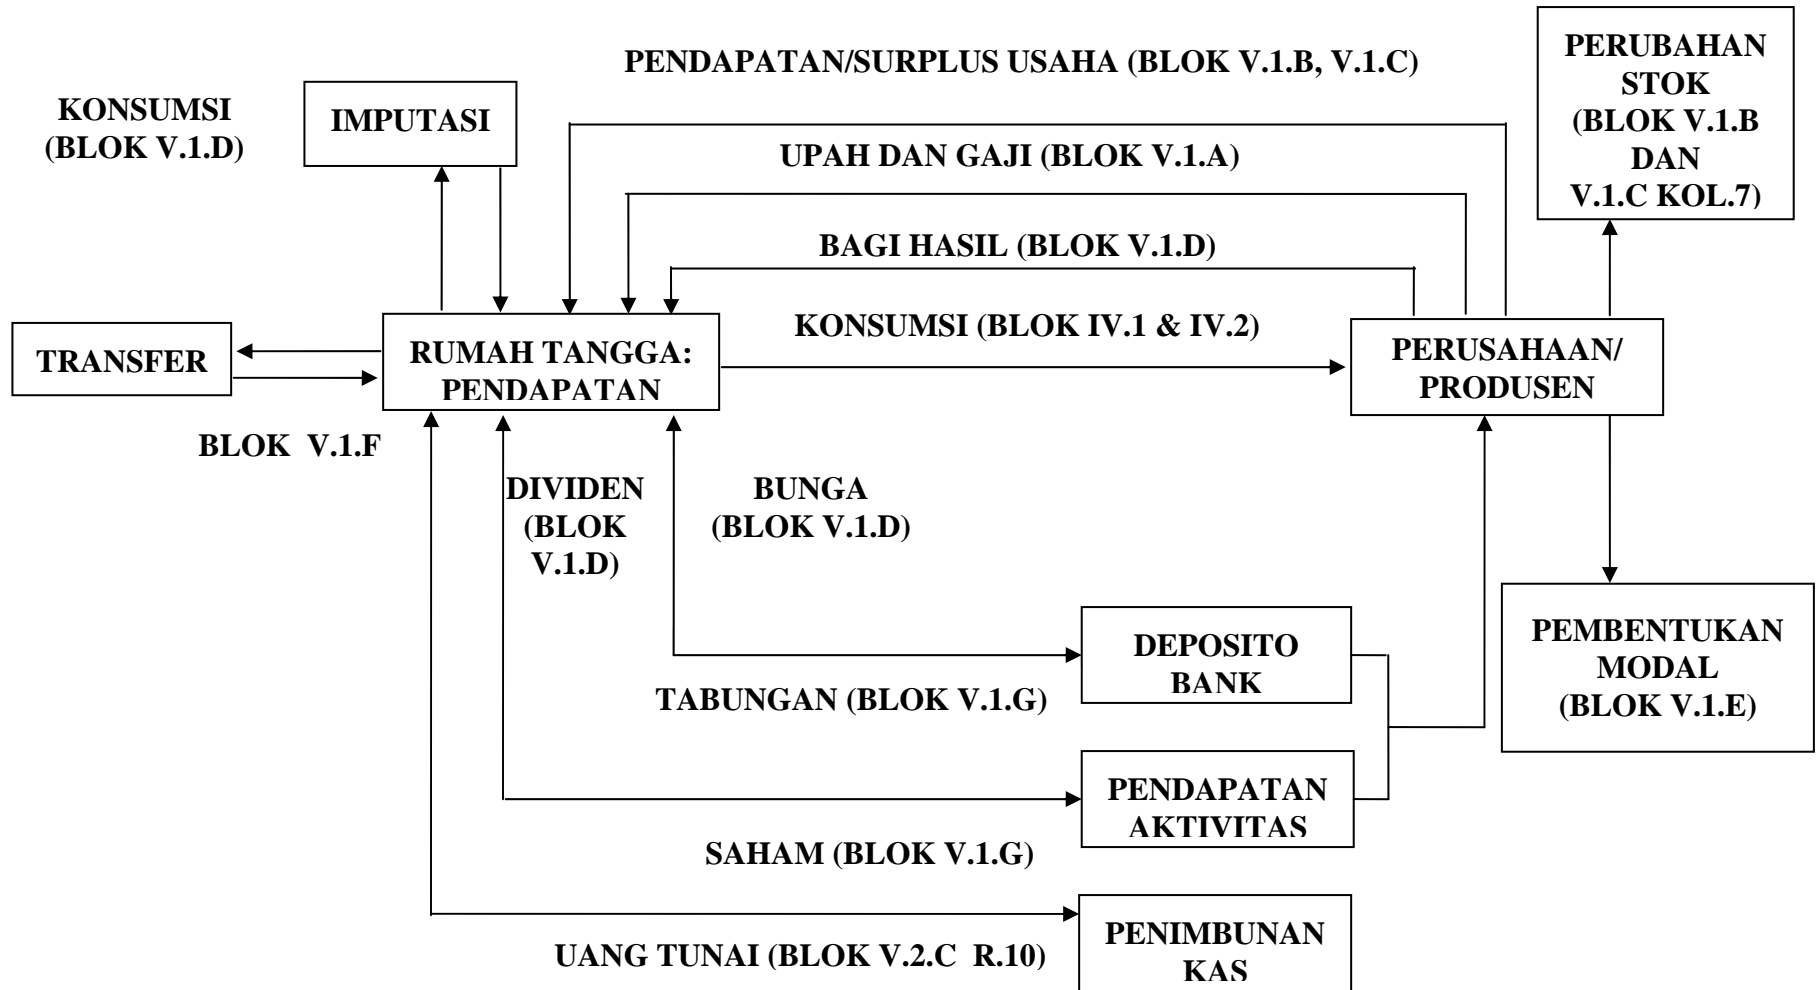 PERUBAHAN
STOK
(BLOK V.1.B
DAN
V.1.C KOL.7)
PENDAPATAN/SURPLUS USAHA (BLOK V.1.B, V.1.C)
KONSUMSI
(BLOK V.1.D)
IMPUTASI
UPAH DAN GAJI (BLOK V.1.A)
BAGI HASIL (BLOK V.1.D)
KONSUMSI (BLOK IV.1 & IV.2)
TRANSFER
RUMAH TANGGA:
PENDAPATAN
PERUSAHAAN/
PRODUSEN
BLOK V.1.F
DIVIDEN
(BLOK
V.1.D)
BUNGA
(BLOK V.1.D)
DEPOSITO
BANK
PEMBENTUKAN
MODAL
(BLOK V.1.E)
TABUNGAN (BLOK V.1.G)
PENDAPATAN
AKTIVITAS
SAHAM (BLOK V.1.G)
PENIMBUNAN
KAS
UANG TUNAI (BLOK V.2.C R.10)